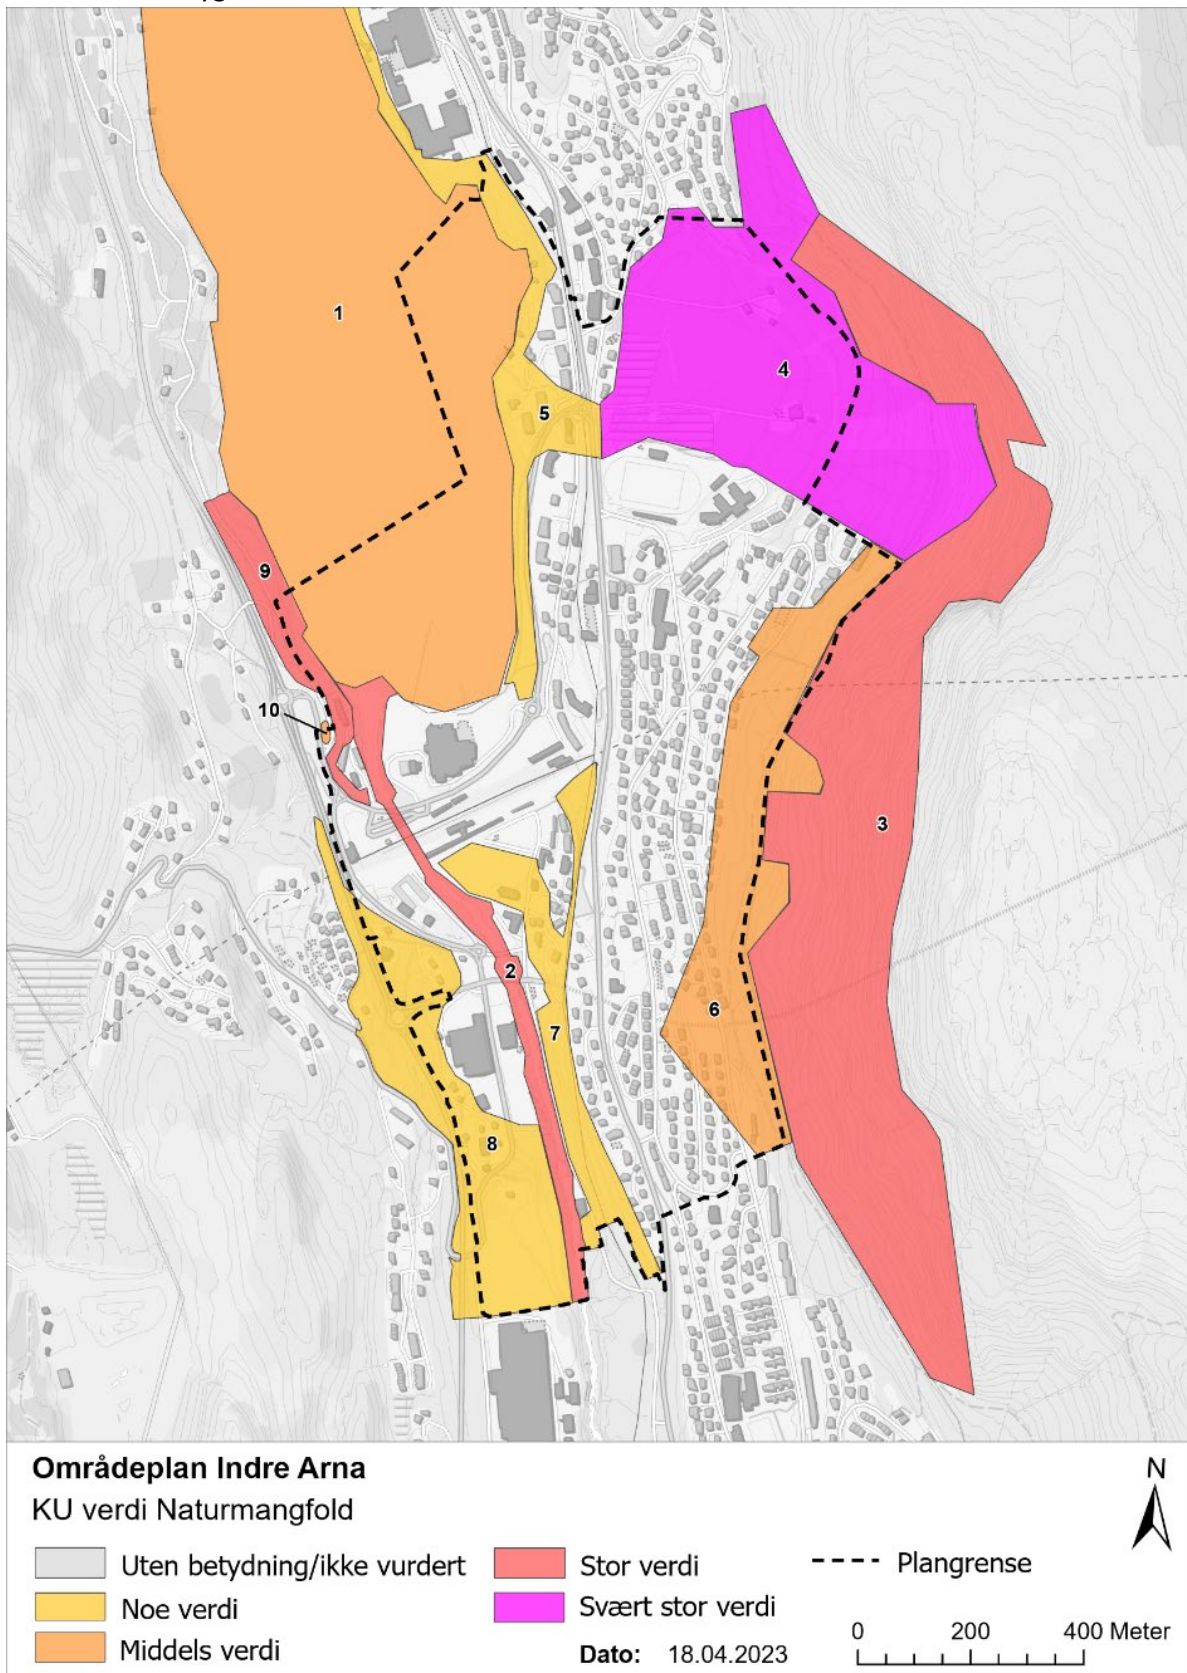 1
4
5
9
10
3
2
6
7
8
Områdeplan Indre Arna
KU verdi Naturmangfold
N
Uten betydning/ikke vurdert
Stor verdi
Plangrense
Noe verdi
Svært stor verdi
Middels verdi
Dato: 18.04.2023
0 200 400 Meter